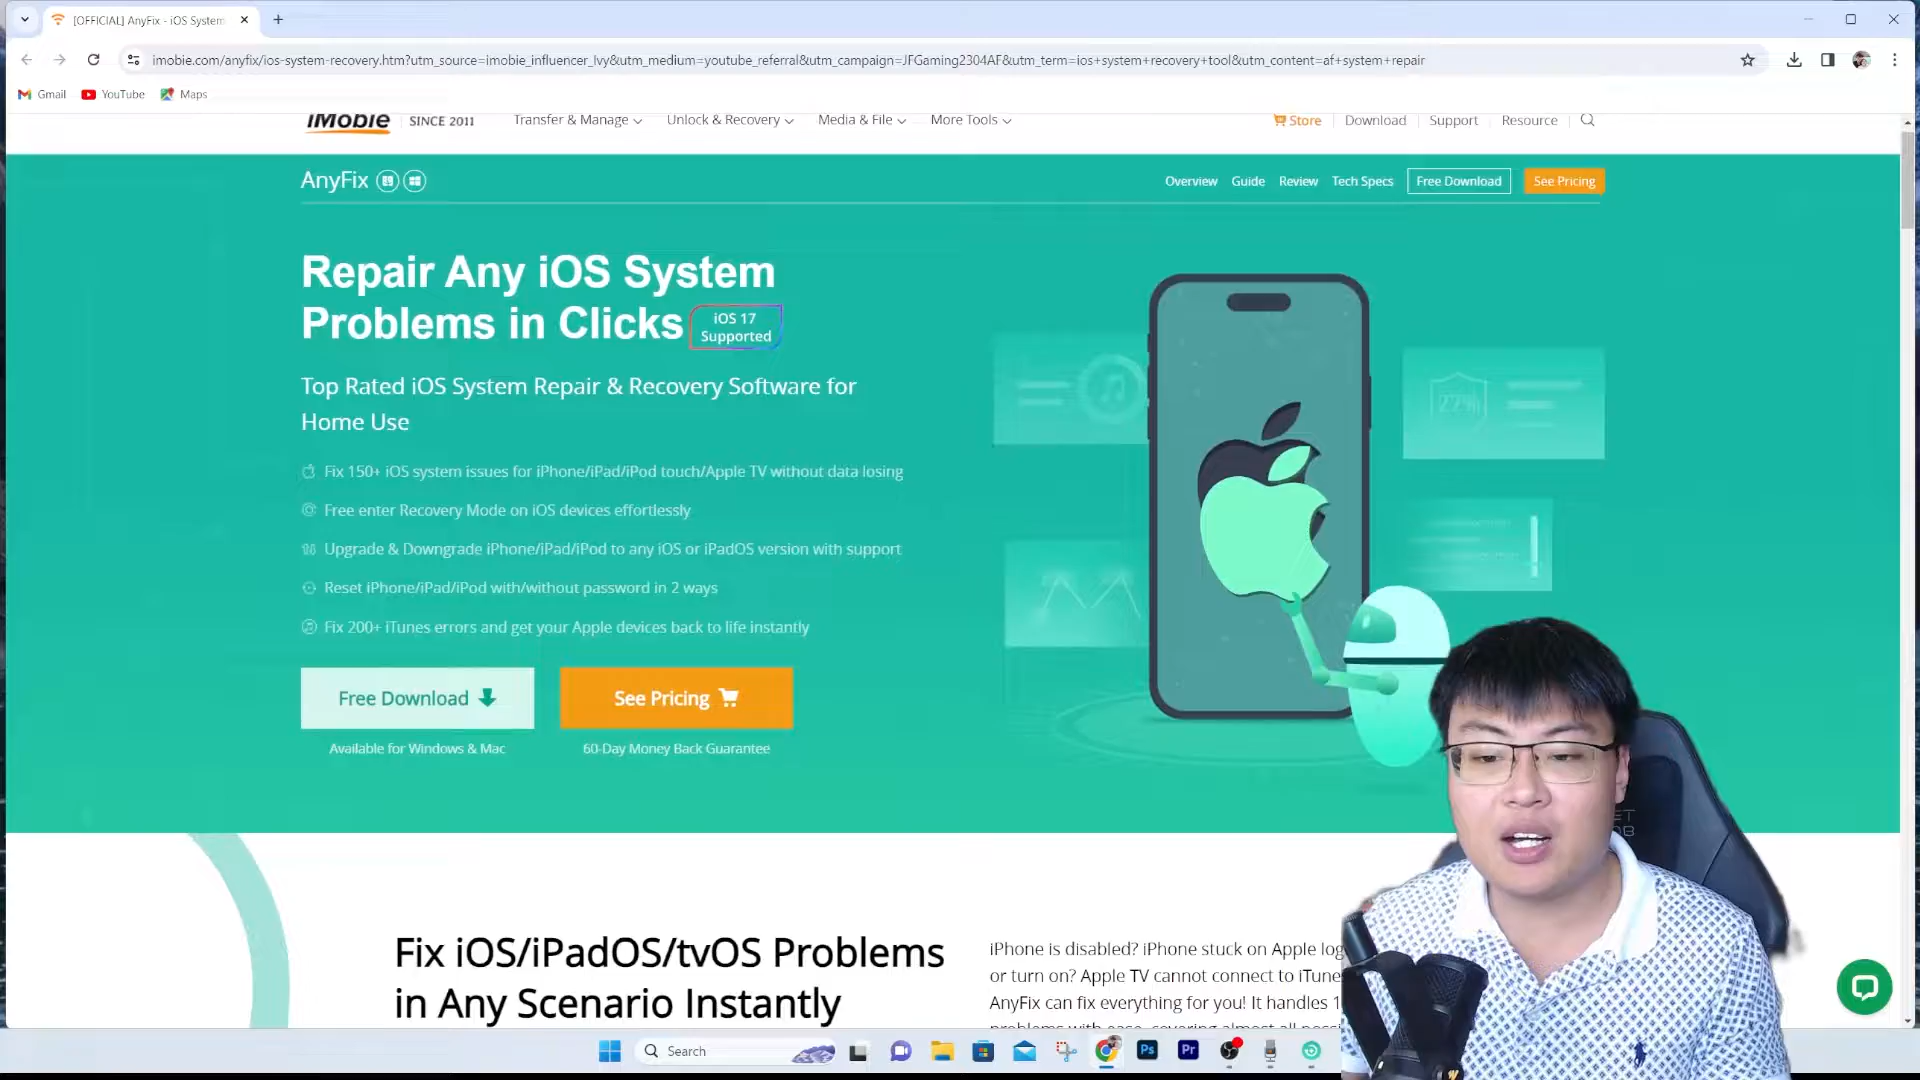 [OFFICIAL] AnyFix - iOS System
imobie.com/anyfix/ios-system-recovery.htm?utm_source=imobie_influencer_Ivy&utm_medium=youtube_referral&utm_campaign=JFGaming2304AF&utm_term=ios+system+recovery+tool&utm_content=af+system+repair
Gmail YouTube Maps
iMobie SINCE 2011 Transfer & Manage Unlock & Recovery Media & File More Tools Store Download Support Resource
AnyFix Overview Guide Review Tech Specs Free Download See Pricing
Repair Any iOS System
Problems in Clicks
iOS 17
Supported
Top Rated iOS System Repair & Recovery Software for
Home Use
Fix 150+ iOS system issues for iPhone/iPad/iPod touch/Apple TV without data losing
Free enter Recovery Mode on iOS devices effortlessly
Upgrade & Downgrade iPhone/iPad/iPod to any iOS or iPadOS version with support
Reset iPhone/iPad/iPod with/without password in 2 ways
Fix 200+ iTunes errors and get your Apple devices back to life instantly
Free Download See Pricing
Available for Windows & Mac 60-Day Money Back Guarantee
Fix iOS/iPadOS/tvOS Problems
in Any Scenario Instantly
iPhone is disabled? iPhone stuck on Apple log
or turn on? Apple TV cannot connect to iTune
AnyFix can fix everything for you! It handles 1
Search
Ps
Pr